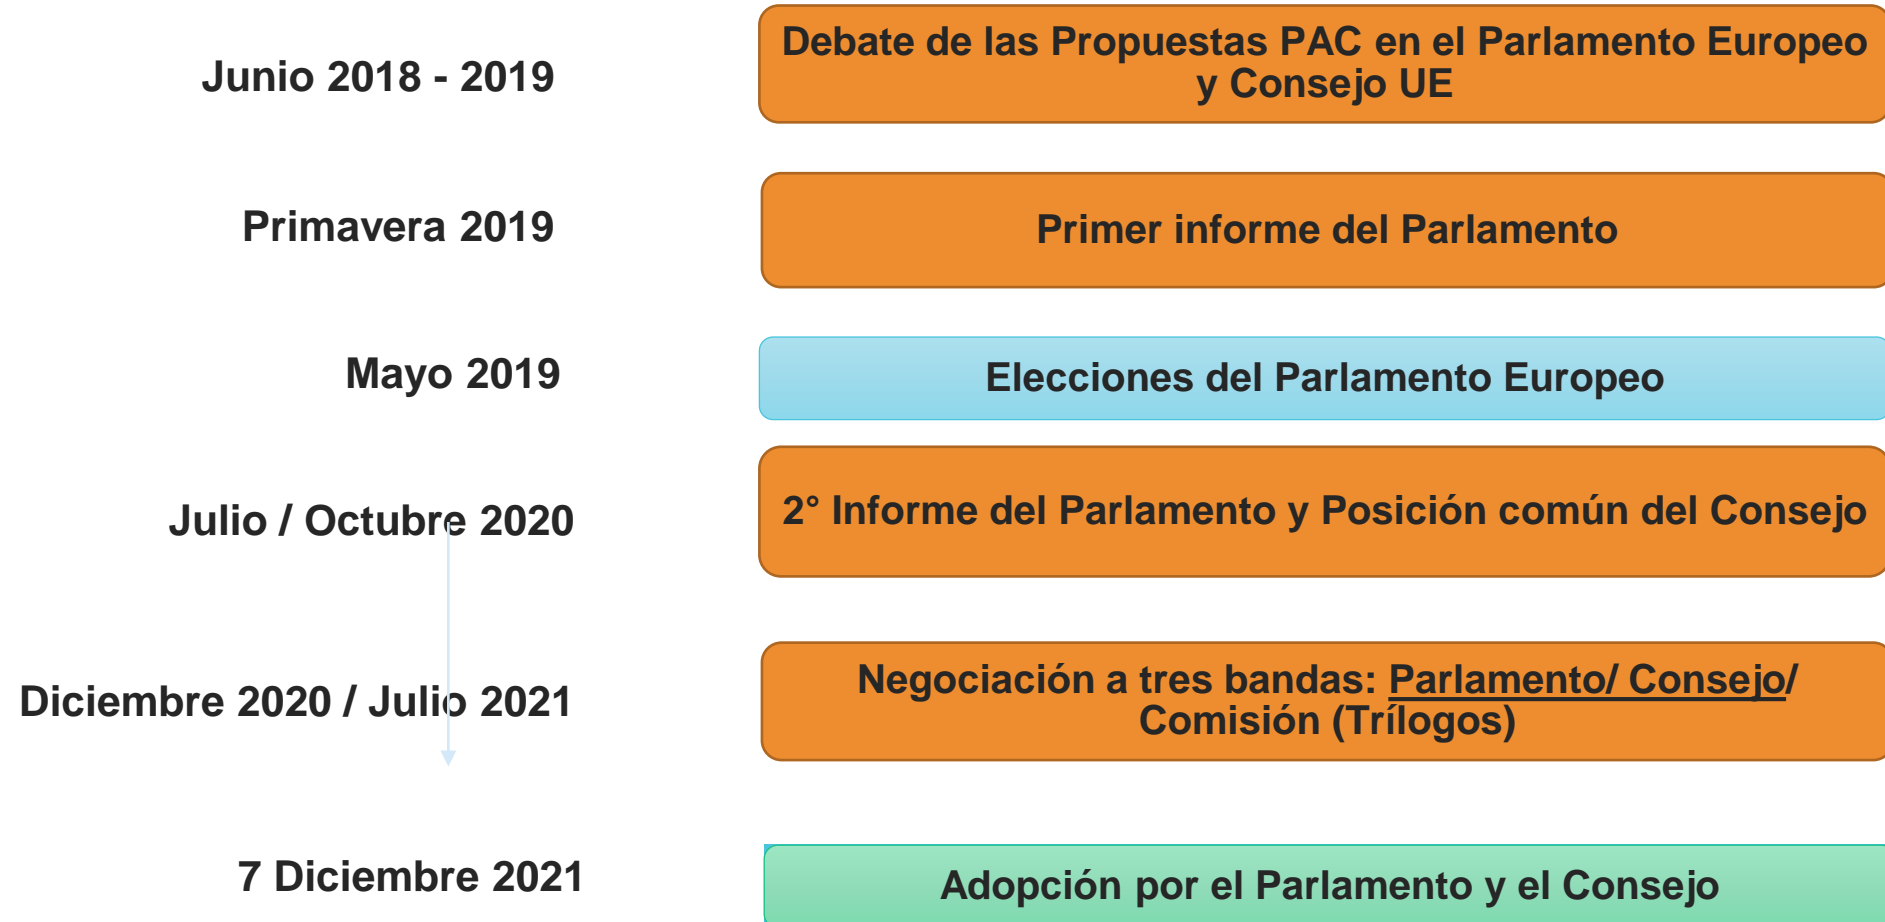 Junio 2018 - 2019
Debate de las Propuestas PAC en el Parlamento Europeo
y Consejo UE
Primavera 2019
Primer informe del Parlamento
Mayo 2019
Elecciones del Parlamento Europeo
Julio / Octubre 2020
2° Informe del Parlamento y Posición común del Consejo
Diciembre 2020 / Julio 2021
Negociación a tres bandas: Parlamento/ Consejo/
Comisión (Trílogos)
7 Diciembre 2021
Adopción por el Parlamento y el Consejo